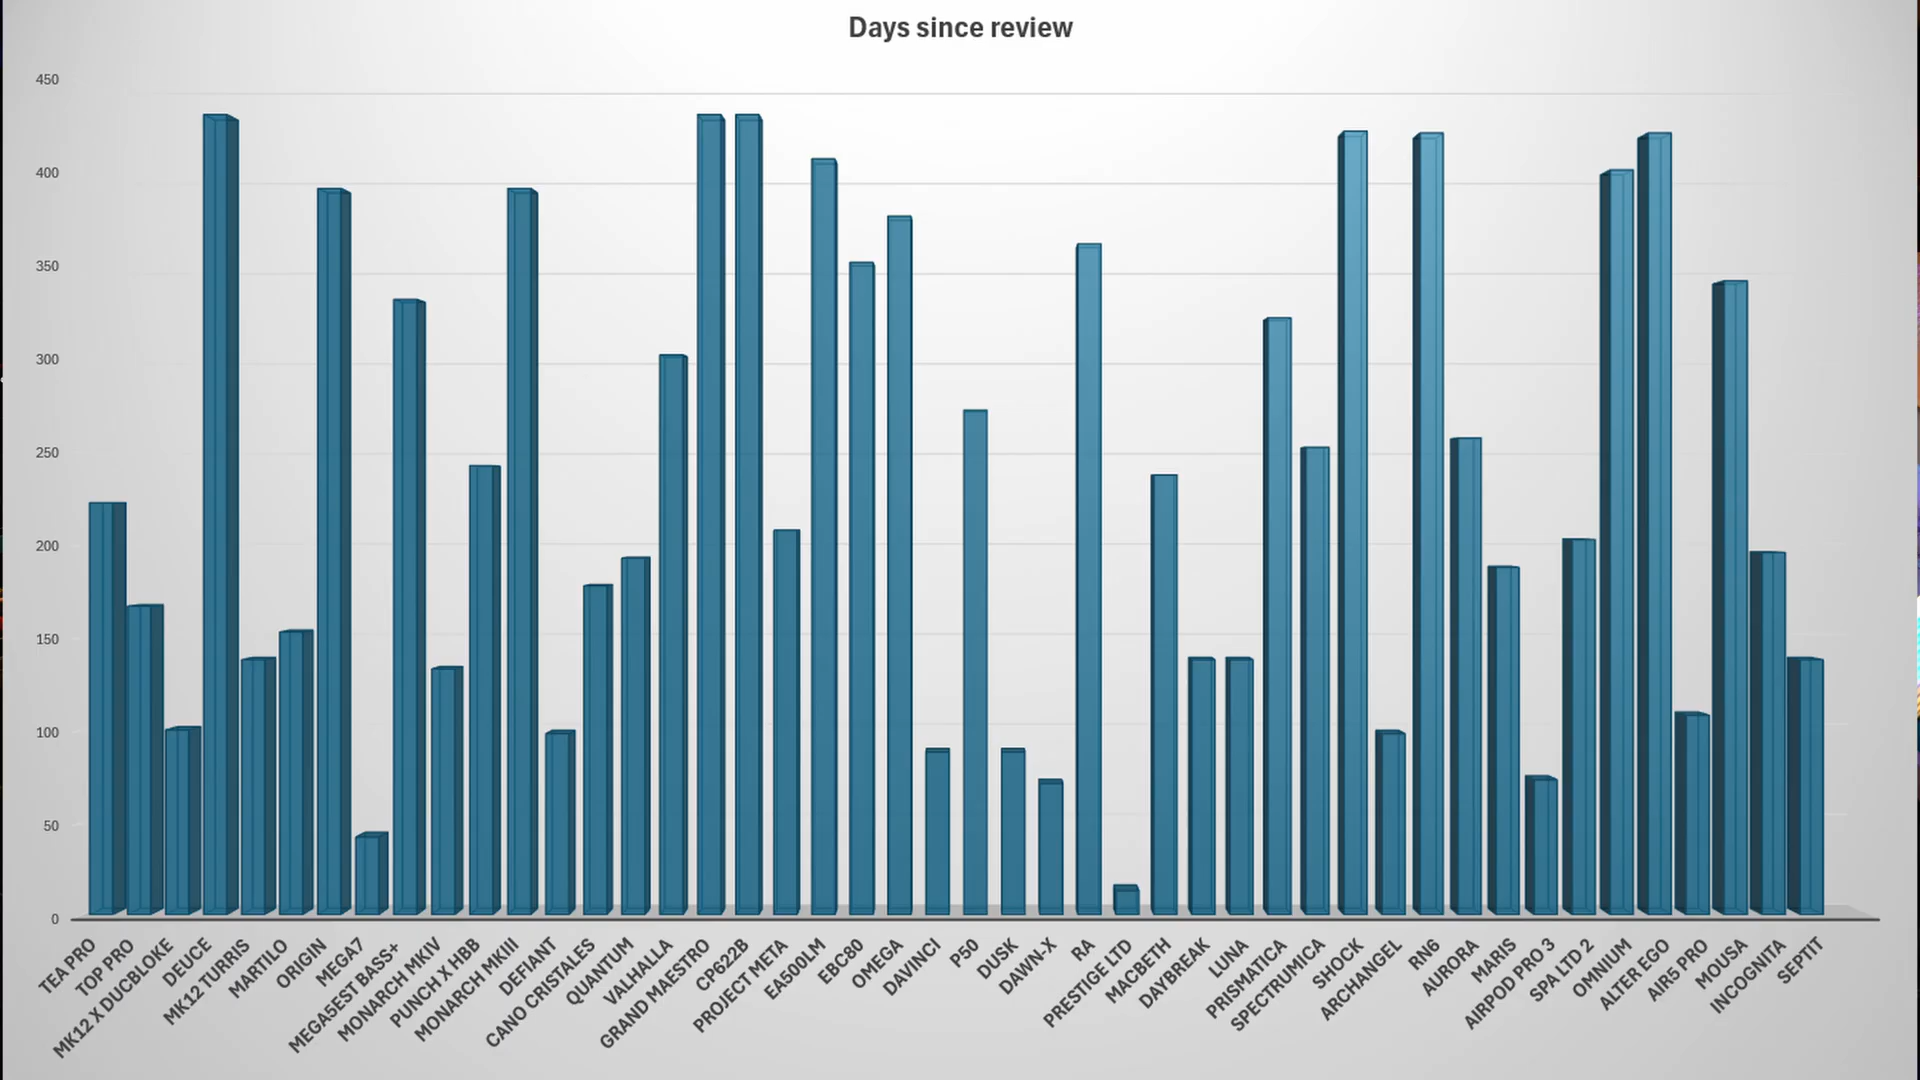 Days since review
450
400
350
300
250
200
150
100
50
0
TEA PRO
TOP PRO
MK12 X DUCBLOKE
DEUCE
MK12 TURRIS
MARTILO
ORIGIN
MEGA7
MEGA5EST BASS+
MONARCH MKIV
PUNCH X HBB
MONARCH MKIII
DEFIANT
CANO CRISTALES
QUANTUM
VALHALLA
GRAND MAESTRO
CP622B
PROJECT META
EA500LM
EBC80
OMEGA
DAVINCI
P50
DUSK
DAWN-X
RA
PRESTIGE LTD
MACBETH
DAYBREAK
LUNA
PRISMATICA
SPECTRUMICA
SHOCK
ARCHANGEL
RN6
AURORA
MARIS
AIRPOD PRO 3
SPA LTD 2
OMNIUM
ALTER EGO
AIR5 PRO
MOUSA
INCOGNITA
SEPTIT